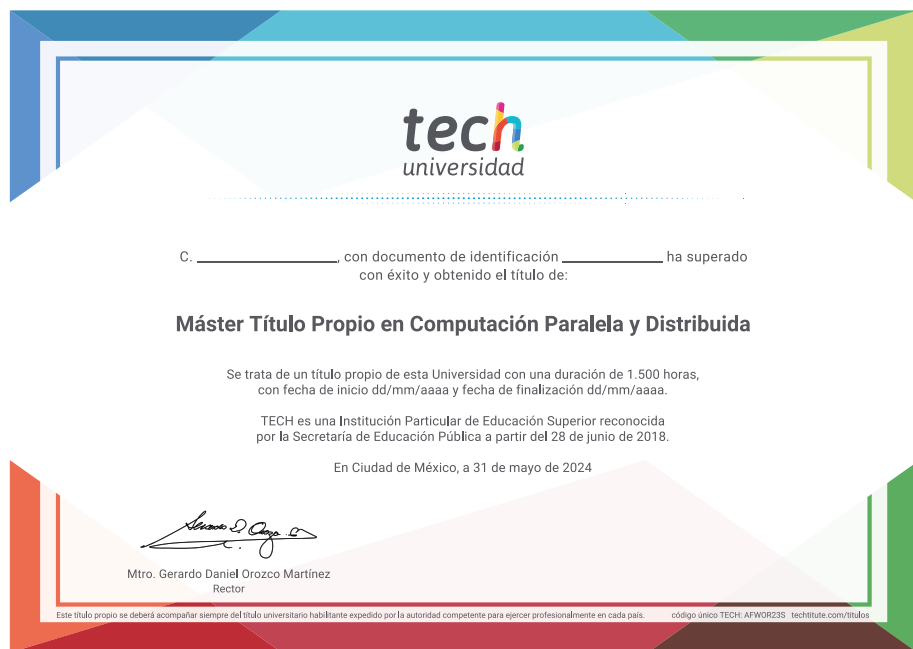 tech
universidad
C. ____________, con documento de identificación ____________ ha superado
con éxito y obtenido el título de:
Máster Título Propio en Computación Paralela y Distribuida
Se trata de un título propio de esta Universidad con una duración de 1.500 horas,
con fecha de inicio dd/mm/aaaa y fecha de finalización dd/mm/aaaa.
TECH es una Institución Particular de Educación Superior reconocida
por la Secretaría de Educación Pública a partir del 28 de junio de 2018.
En Ciudad de México, a 31 de mayo de 2024
Mtro. Gerardo Daniel Orozco Martínez
Rector
Este título propio se deberá acompañar siempre del título universitario habilitante expedido por la autoridad competente para ejercer profesionalmente en cada país. código único TECH: AFWOR23S techtitute.com/titulos